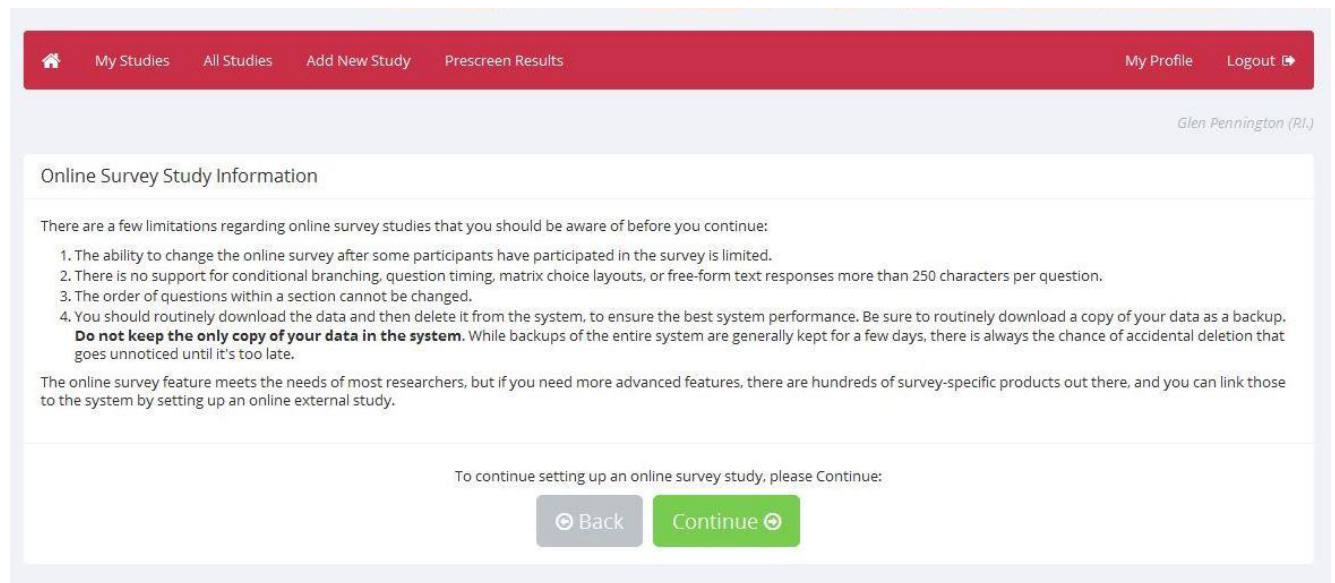 My Studies All Studies Add New Study Prescreen Results My Profile Logout
Glen Pennington (P.I.)
Online Survey Study Information
There are a few limitations regarding online survey studies that you should be aware of before you continue:
1. The ability to change the online survey after some participants have participated in the survey is limited.
2. There is no support for conditional branching, question timing, matrix choice layouts, or free-form text responses more than 250 characters per question.
3. The order of questions within a section cannot be changed.
4. You should routinely download the data and then delete it from the system, to ensure the best system performance. Be sure to routinely download a copy of your data as a backup.
Do not keep the only copy of your data in the system. While backups of the entire system are generally kept for a few days, there is always the chance of accidental deletion that
goes unnoticed until it's too late.
The online survey feature meets the needs of most researchers, but if you need more advanced features, there are hundreds of survey-specific products out there, and you can link those
to the system by setting up an online external study.
To continue setting up an online survey study, please Continue:
Back Continue